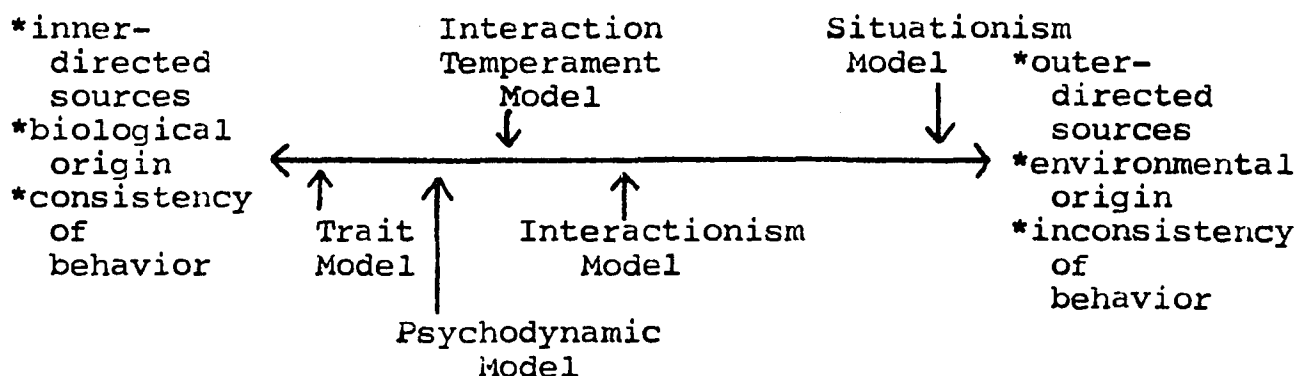 *inner-
directed
sources
*biological
origin
*consistency
of
behavior
Interaction
Temperament
Model
Situationism
Model
*outer-
directed
sources
*environmental
origin
*inconsistency
of
behavior
Trait
Model
Interactionism
Model
Psychodynamic
Model